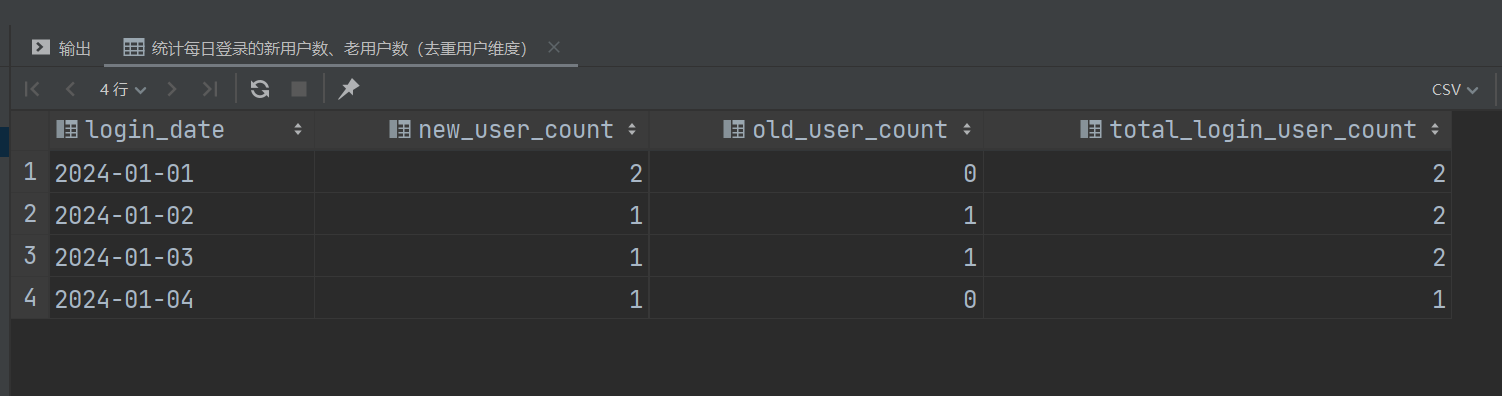 输出 统计每日登录的新用户数、老用户数（去重用户维度）
4 行 CSV
login_date new_user_count old_user_count total_login_user_count
1 2024-01-01 2 0 2
2 2024-01-02 1 1 2
3 2024-01-03 1 1 2
4 2024-01-04 1 0 1